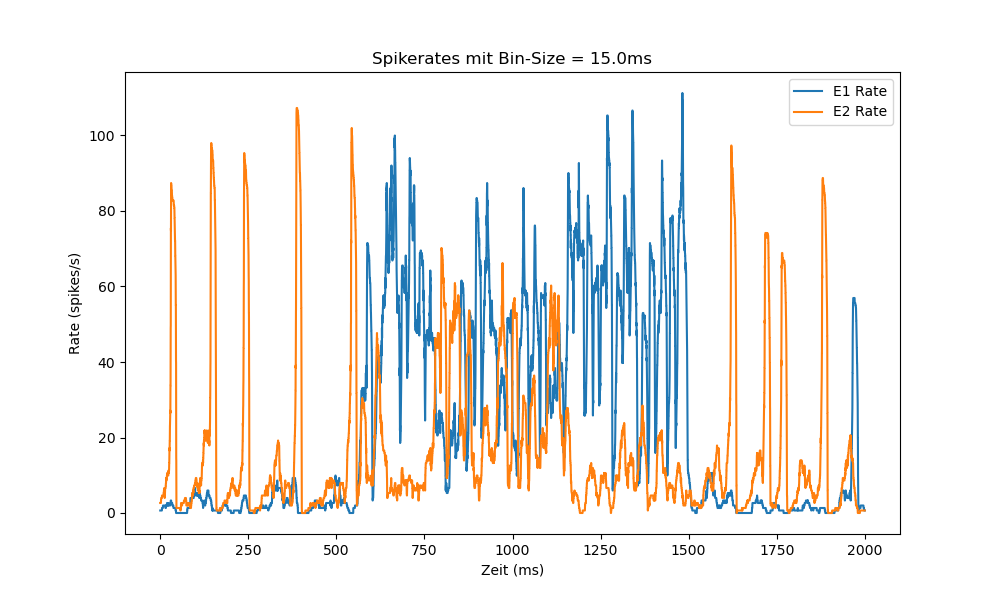 Spikerates mit Bin-Size = 15.0ms
E1 Rate
E2 Rate
100
80
60
40
20
0
Rate (spikes/s)
0 250 500 750 1000 1250 1500 1750 2000
Zeit (ms)